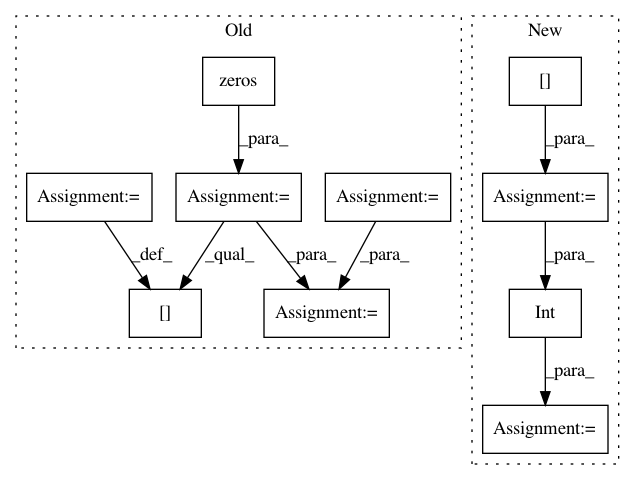 Old
New
zeros
[]
_para_
_para_
Assignment:=
Assignment:=
Assignment:=
Assignment:=
_def_
_qual_
_para_
_para_
_para_
[]
Assignment:=
Int
_para_
Assignment:=